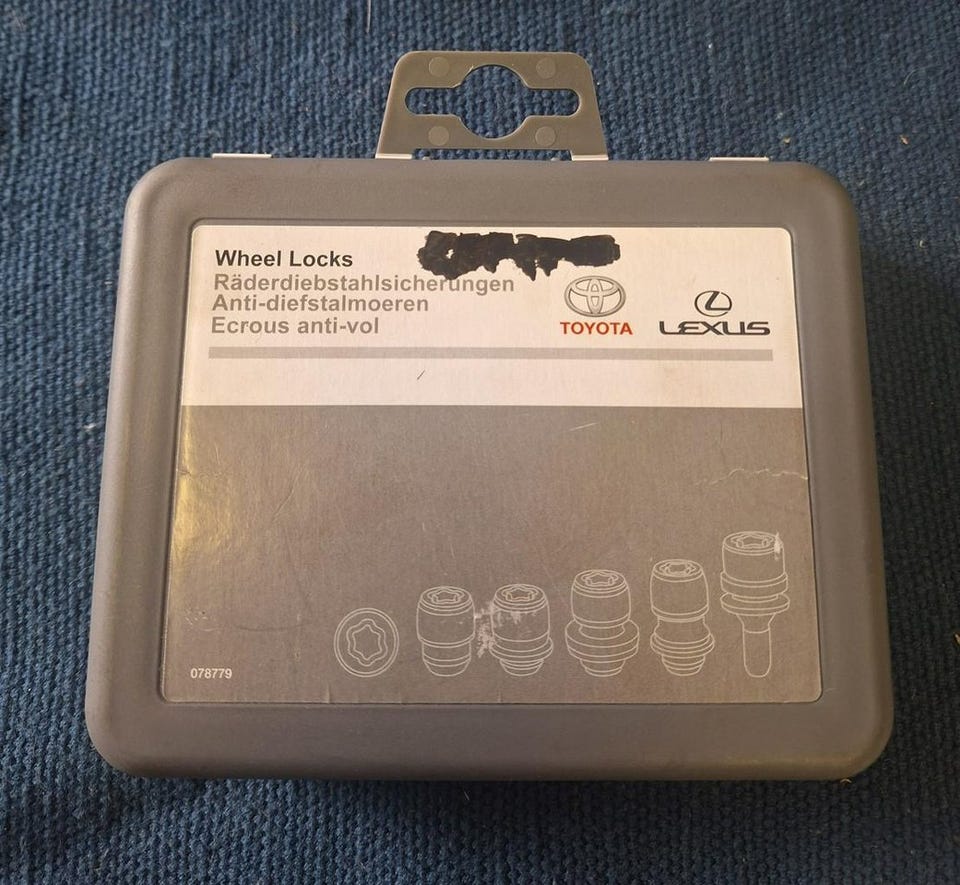 Wheel Locks
Räderdiebstahlsicherungen
Anti-diefstalmoeren
Ecrous anti-vol
TOYOTA
LEXUS
078779